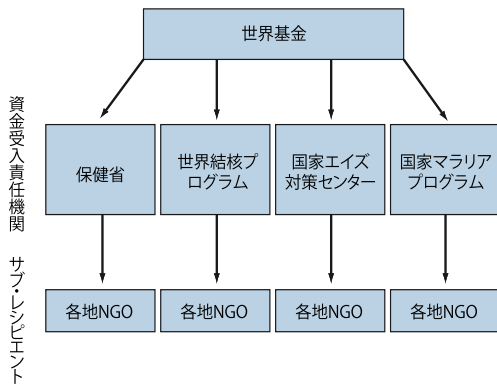 世界基金
資金受入責任機関
保健省
世界結核プ
ログラム
国家エイズ
対策センター
国家マラリア
プログラム
サブ・レシピエント
各地NGO
各地NGO
各地NGO
各地NGO